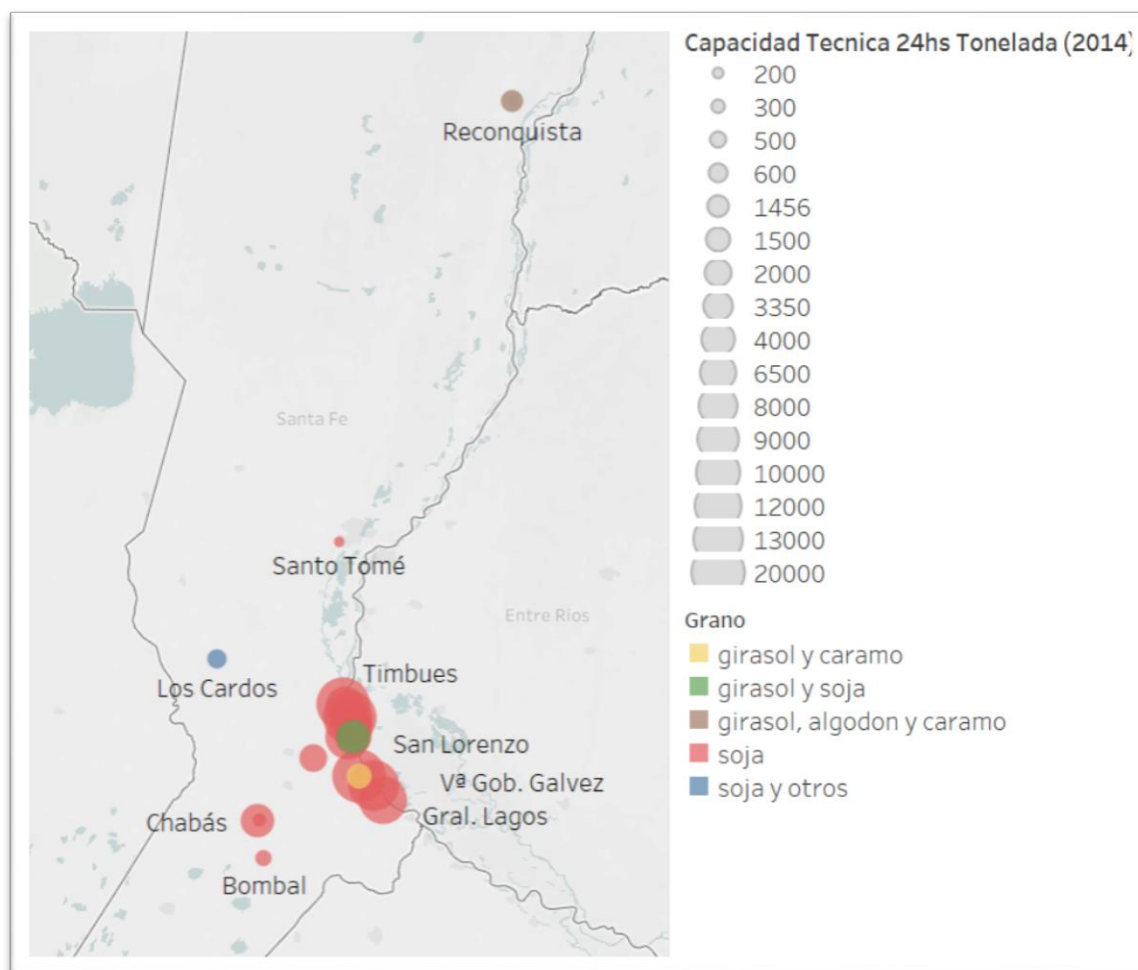 Reconquista
Santa Fe
Santo Tomé
Entre Rios
Timbues
Los Cardos
San Lorenzo
Vª Gob. Galvez
Chabás
Gral. Lagos
Bombal
Capacidad Tecnica 24hs Tonelada (2014)
200
300
500
600
1456
1500
2000
3350
4000
6500
8000
9000
10000
12000
13000
20000
Grano
girasol y caramo
girasol y soja
girasol, algodon y caramo
soja
soja y otros